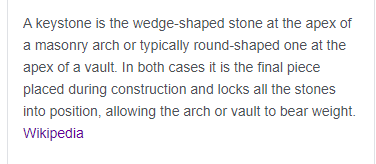 A keystone is the wedge-shaped stone at the apex of
a masonry arch or typically round-shaped one at the
apex of a vault. In both cases it is the final piece
placed during construction and locks all the stones
into position, allowing the arch or vault to bear weight.
Wikipedia